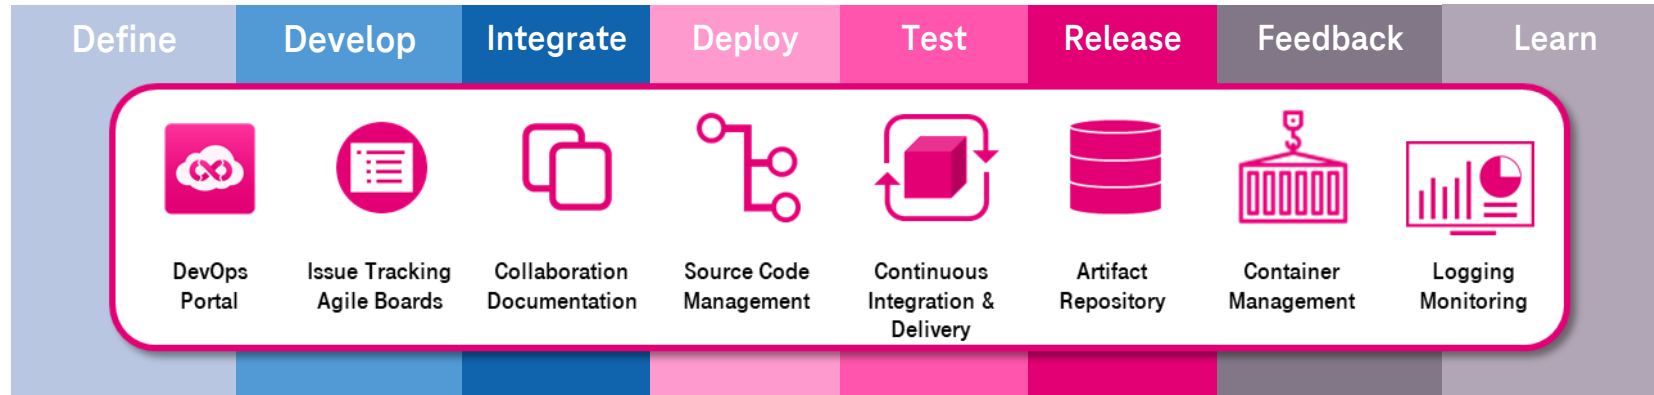 Define
Develop
Integrate
Deploy
Test
Release
Feedback
Learn
DevOps
Portal
Issue Tracking
Agile Boards
Collaboration
Documentation
Source Code
Management
Continuous
Integration &
Delivery
Artifact
Repository
Container
Management
Logging
Monitoring